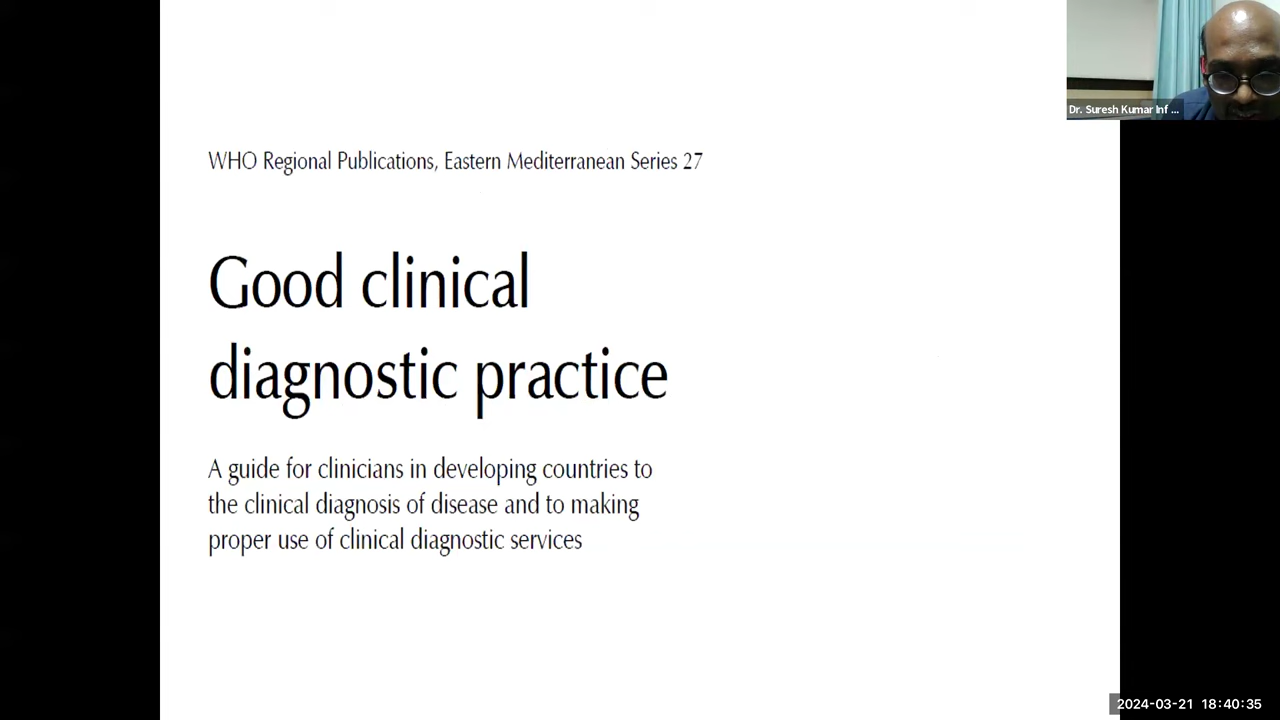 Dr. Suresh Kumar Inf ...
WHO Regional Publications, Eastern Mediterranean Series 27
Good clinical
diagnostic practice
A guide for clinicians in developing countries to
the clinical diagnosis of disease and to making
proper use of clinical diagnostic services
2024-03-21 18:40:35